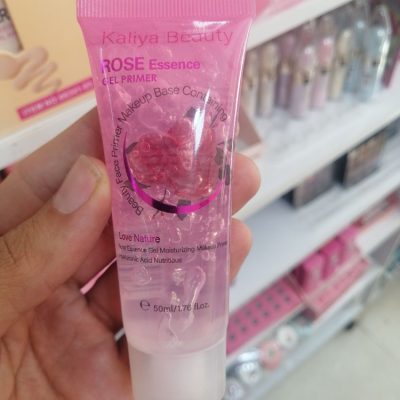 Kaliya Beauty
ROSE Essence
GEL PRIMER
Beauty Face Primer Makeup Base Containing
Love Nature
Rose Essence Gel Moisturizing Makeup Primer
Hyaluronic Acid Nutritious
50ml/1.76 fl.oz.